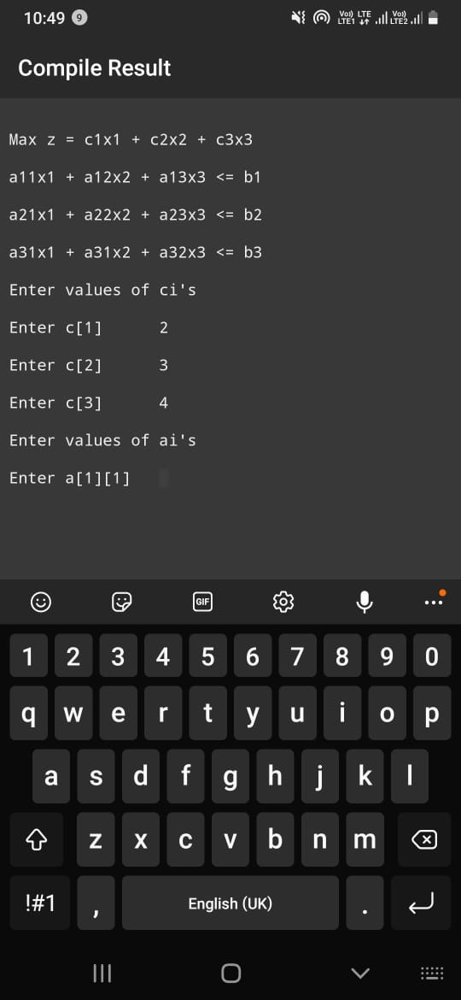 10:49 9 Vo) LTE Vo)
LTE1 LTE2
Compile Result
Max z = c1x1 + c2x2 + c3x3
a11x1 + a12x2 + a13x3 <= b1
a21x1 + a22x2 + a23x3 <= b2
a31x1 + a31x2 + a32x3 <= b3
Enter values of ci's
Enter c[1] 2
Enter c[2] 3
Enter c[3] 4
Enter values of ai's
Enter a[1][1]
GIF
1 2 3 4 5 6 7 8 9 0
q w e r t y u i o p
a s d f g h j k l
z x c v b n m
!#1 , English (UK) .